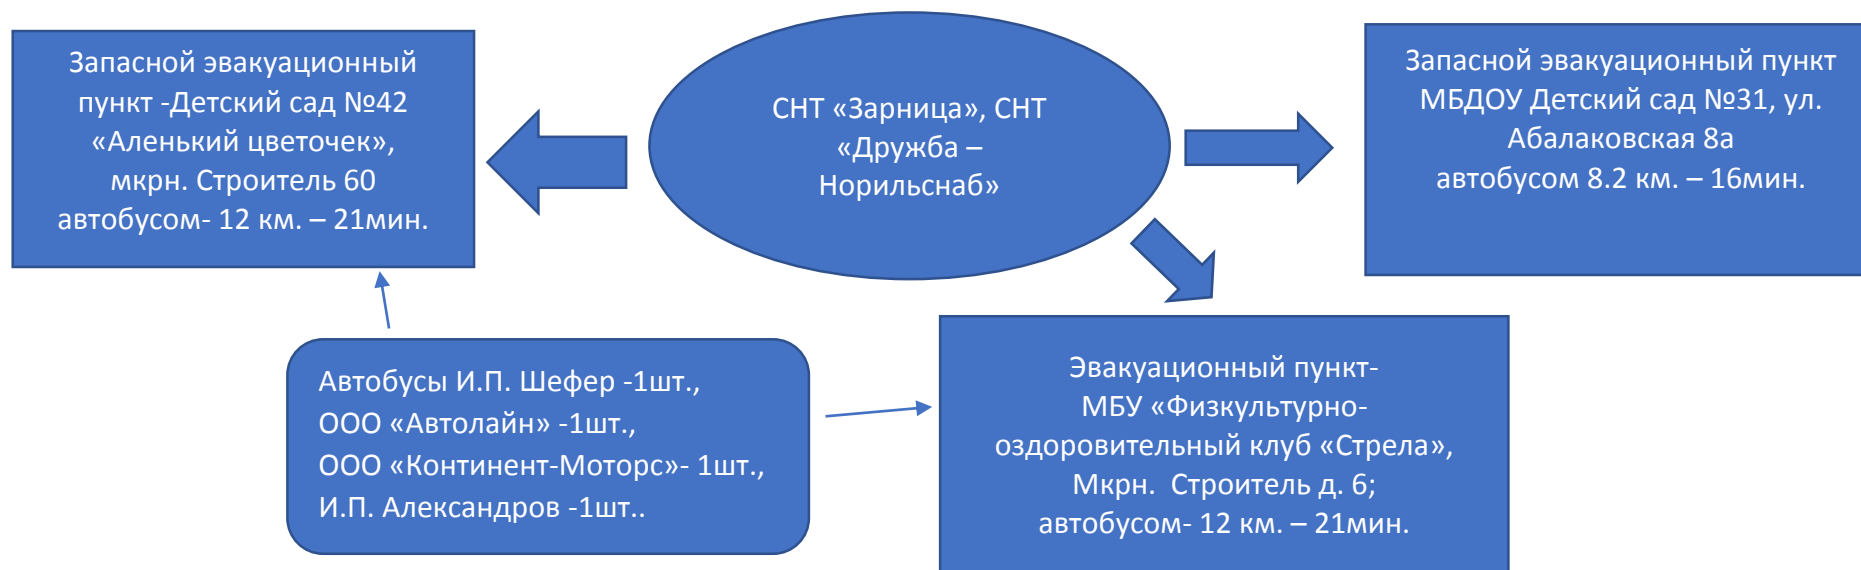 Запасной эвакуационный
пункт -Детский сад №42
«Аленький цветочек»,
мкрн. Строитель 60
автобусом- 12 км. – 21мин.
СНТ «Зарница», СНТ
«Дружба –
Норильснаб»
Запасной эвакуационный пункт
МБДОУ Детский сад №31, ул.
Абалаковская 8а
автобусом 8.2 км. – 16мин.
Автобусы И.П. Шефер -1шт.,
ООО «Автолайн» -1шт.,
ООО «Континент-Моторс»- 1шт.,
И.П. Александров -1шт..
Эвакуационный пункт-
МБУ «Физкультурно-
оздоровительный клуб «Стрела»,
Мкрн. Строитель д. 6;
автобусом- 12 км. – 21мин.